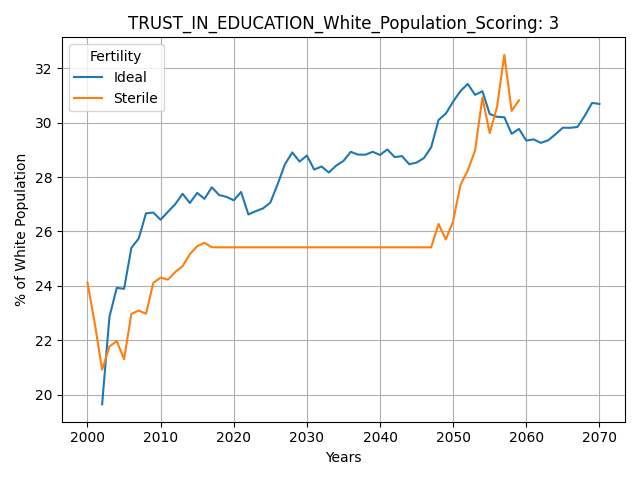 TRUST_IN_EDUCATION_White_Population_Scoring: 3
Fertility
Ideal
Sterile
% of White Population
32
30
28
26
24
22
20
2000 2010 2020 2030 2040 2050 2060 2070
Years